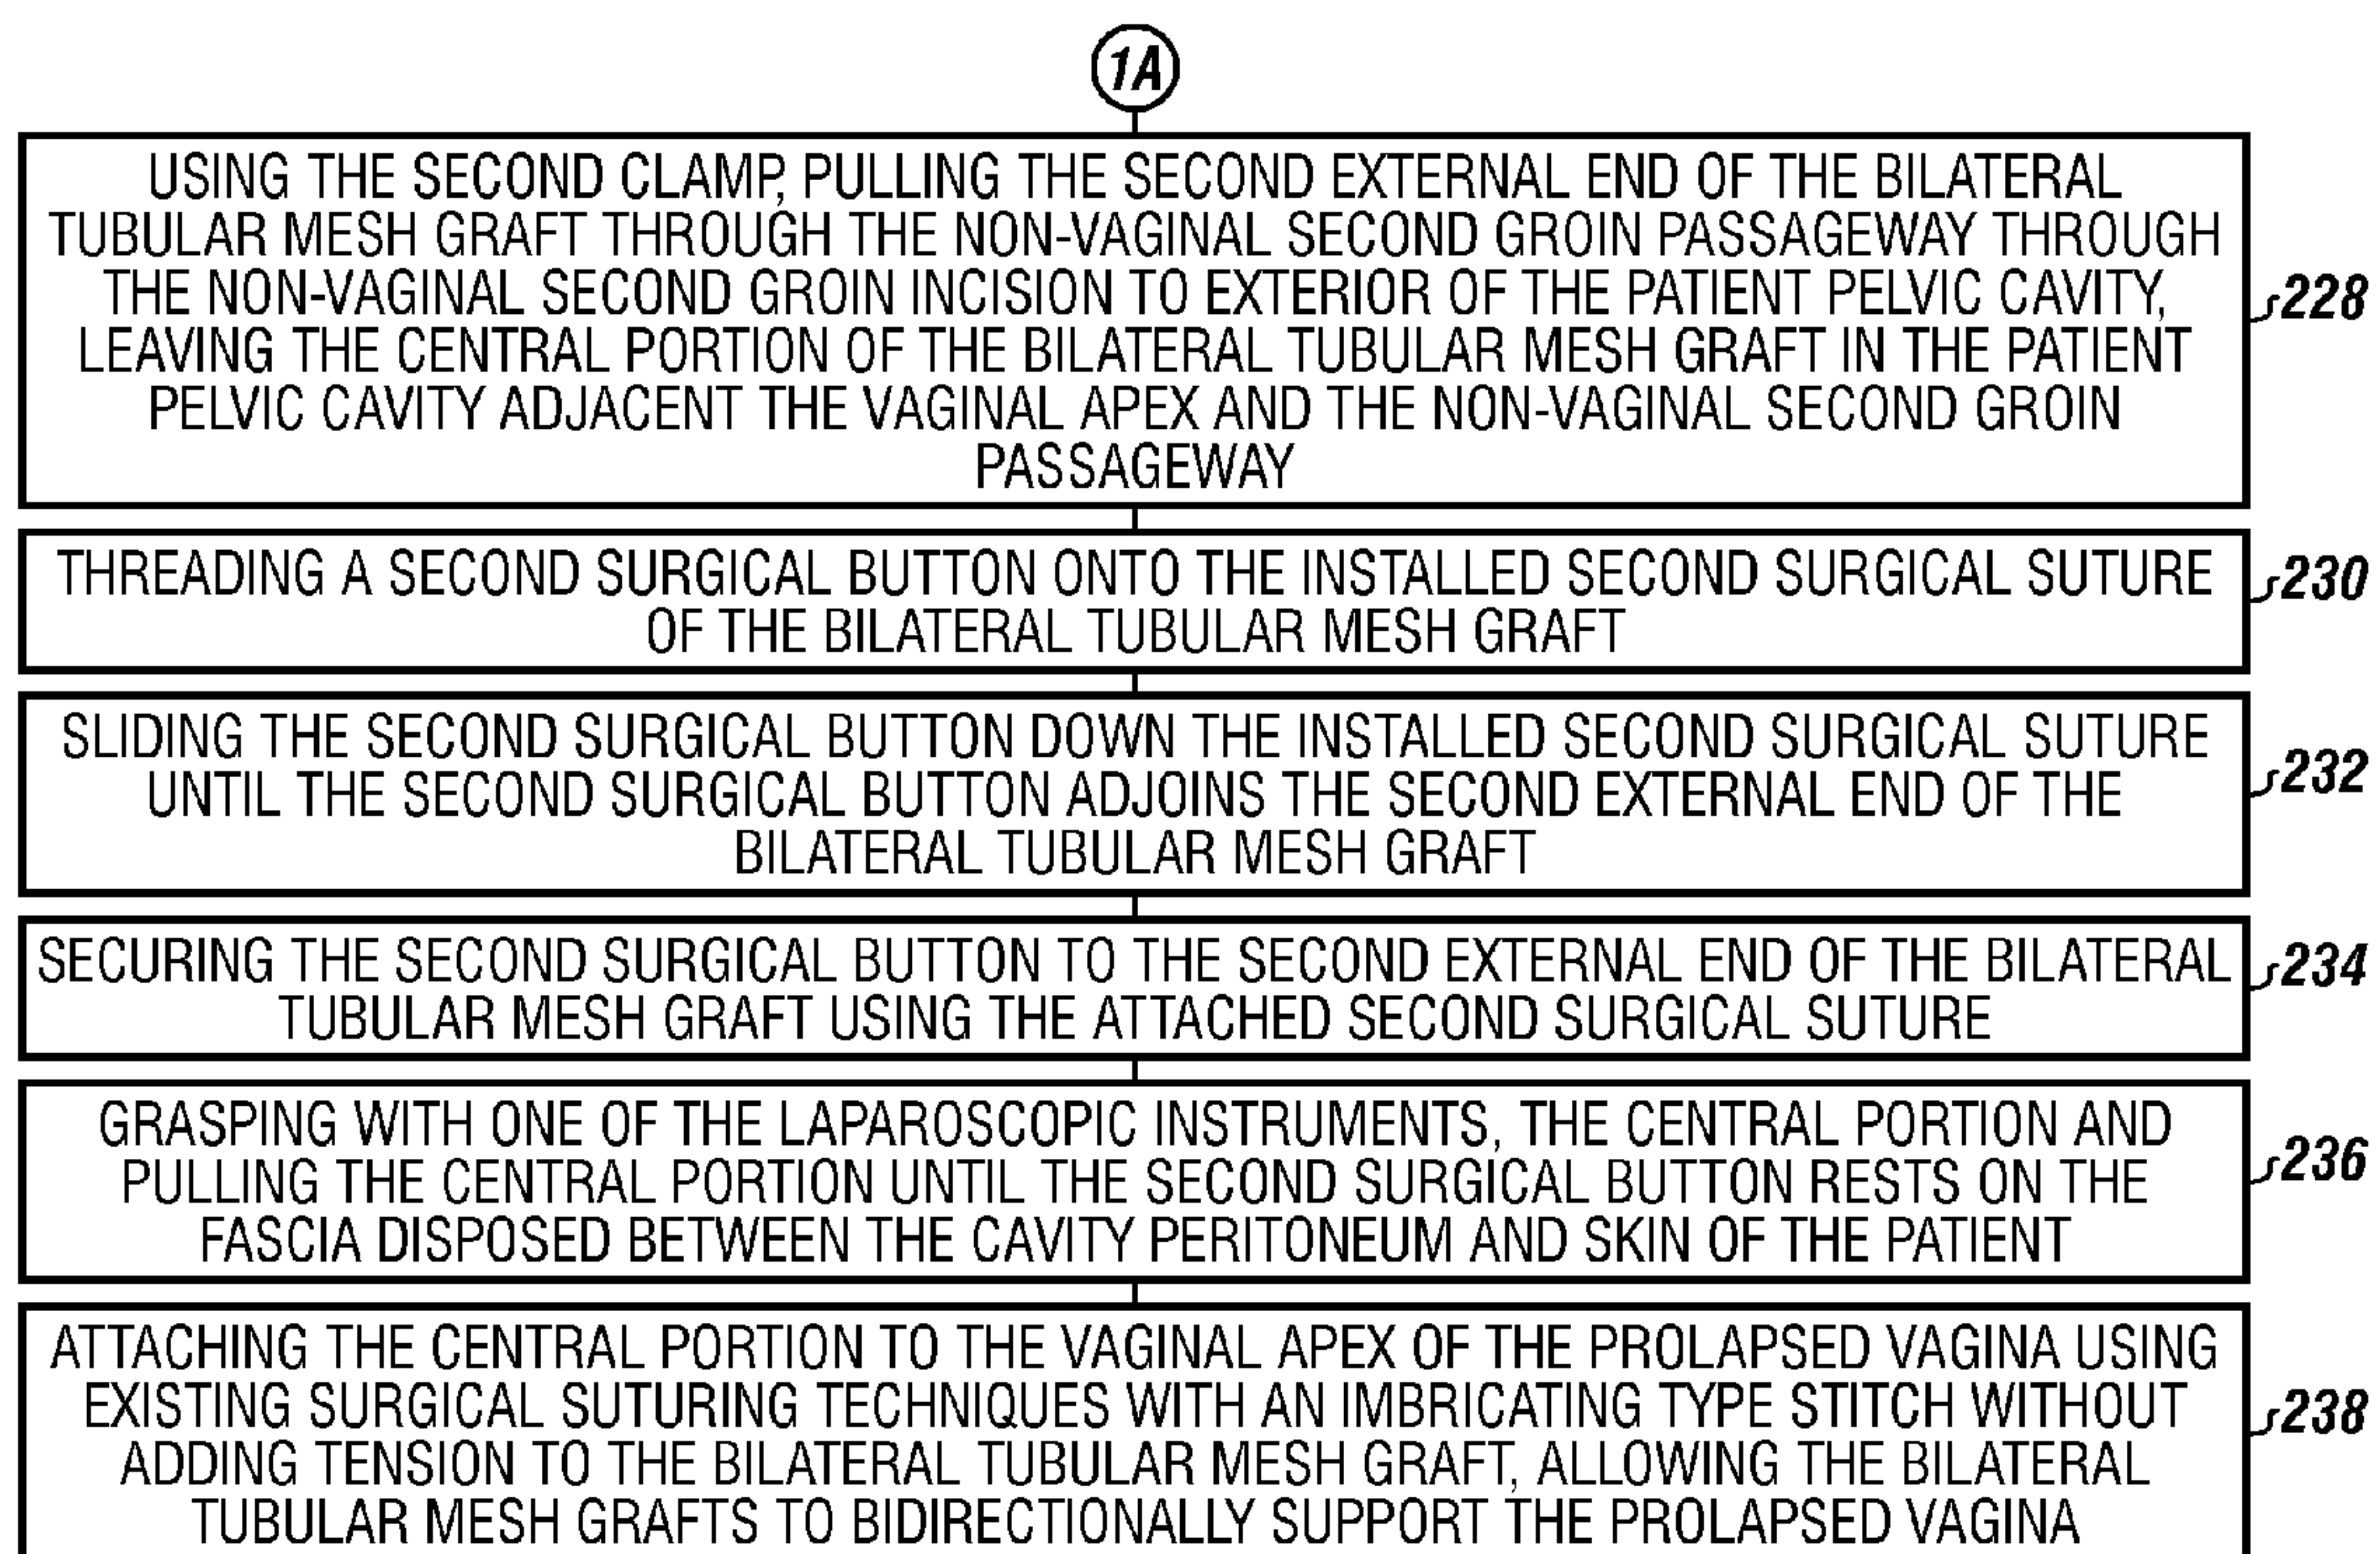 1A
USING THE SECOND CLAMP, PULLING THE SECOND EXTERNAL END OF THE BILATERAL
TUBULAR MESH GRAFT THROUGH THE NON-VAGINAL SECOND GROIN PASSAGEWAY THROUGH
THE NON-VAGINAL SECOND GROIN INCISION TO EXTERIOR OF THE PATIENT PELVIC CAVITY,
LEAVING THE CENTRAL PORTION OF THE BILATERAL TUBULAR MESH GRAFT IN THE PATIENT
PELVIC CAVITY ADJACENT THE VAGINAL APEX AND THE NON-VAGINAL SECOND GROIN
PASSAGEWAY
228
THREADING A SECOND SURGICAL BUTTON ONTO THE INSTALLED SECOND SURGICAL SUTURE
OF THE BILATERAL TUBULAR MESH GRAFT
230
SLIDING THE SECOND SURGICAL BUTTON DOWN THE INSTALLED SECOND SURGICAL SUTURE
UNTIL THE SECOND SURGICAL BUTTON ADJOINS THE SECOND EXTERNAL END OF THE
BILATERAL TUBULAR MESH GRAFT
232
SECURING THE SECOND SURGICAL BUTTON TO THE SECOND EXTERNAL END OF THE BILATERAL
TUBULAR MESH GRAFT USING THE ATTACHED SECOND SURGICAL SUTURE
234
GRASPING WITH ONE OF THE LAPAROSCOPIC INSTRUMENTS, THE CENTRAL PORTION AND
PULLING THE CENTRAL PORTION UNTIL THE SECOND SURGICAL BUTTON RESTS ON THE
FASCIA DISPOSED BETWEEN THE CAVITY PERITONEUM AND SKIN OF THE PATIENT
236
ATTACHING THE CENTRAL PORTION TO THE VAGINAL APEX OF THE PROLAPSED VAGINA USING
EXISTING SURGICAL SUTURING TECHNIQUES WITH AN IMBRICATING TYPE STITCH WITHOUT
ADDING TENSION TO THE BILATERAL TUBULAR MESH GRAFT, ALLOWING THE BILATERAL
TUBULAR MESH GRAFTS TO BIDIRECTIONALLY SUPPORT THE PROLAPSED VAGINA
238